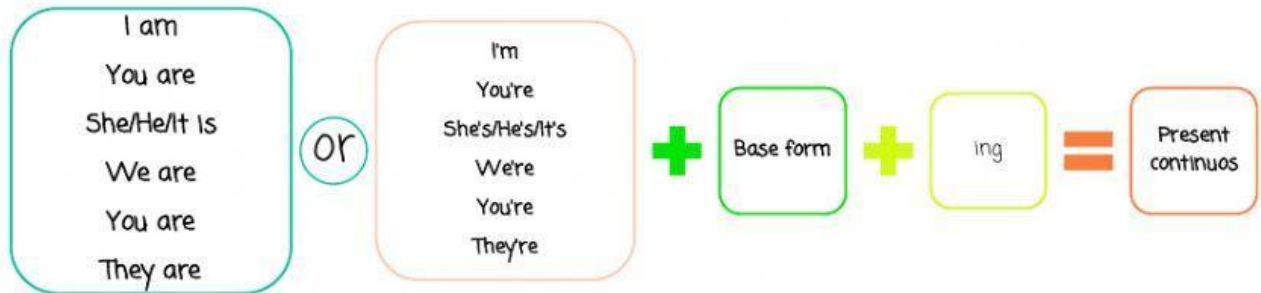 I am
You are
She/He/It Is
We are
You are
They are
or
I'm
You're
She's/He's/It's
We're
You're
They're
+
Base form
+
ing
=
Present
continuos